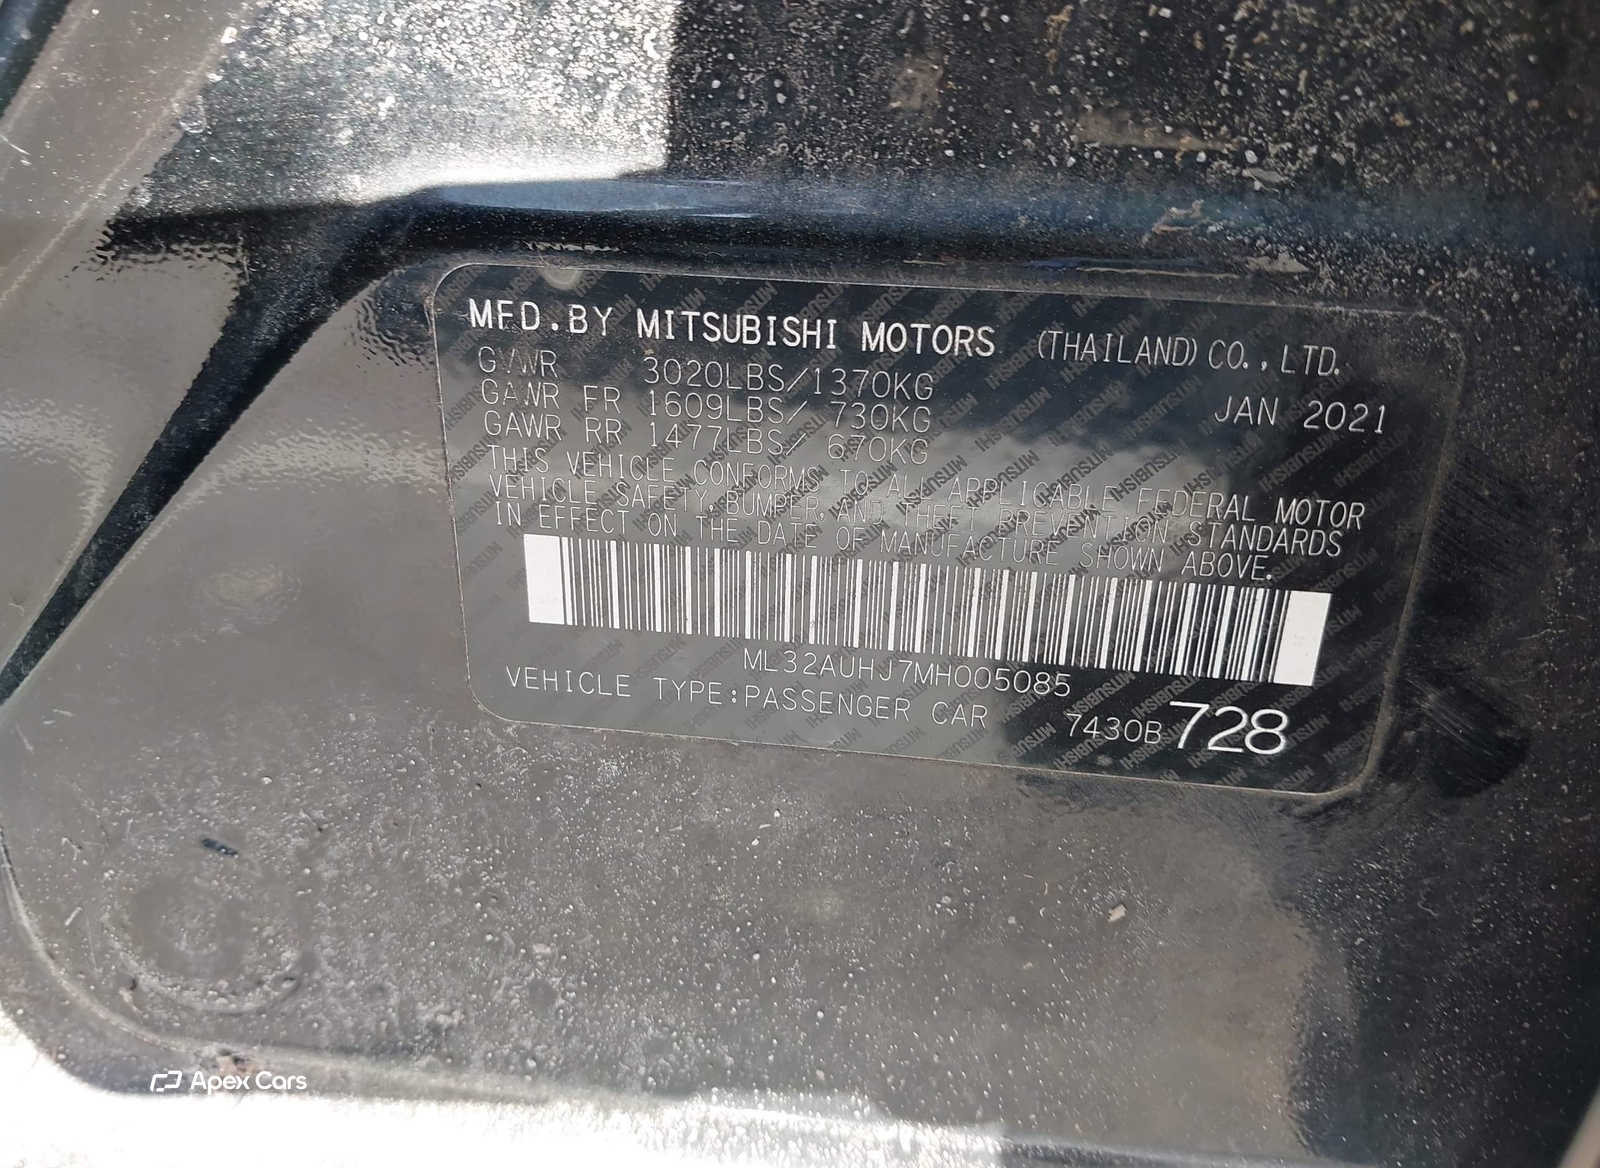 MFD.BY MITSUBISHI MOTORS (THAILAND) CO.,LTD.
GVWR 3020LBS/1370KG
GAWR FR 1609LBS/ 730KG JAN 2021
GAWR RR 1477LBS/ 670KG
THIS VEHICLE CONFORMS TO ALL APPLICABLE FEDERAL MOTOR
VEHICLE SAFETY, BUMPER, AND THEFT PREVENTION STANDARDS
IN EFFECT ON THE DATE OF MANUFACTURE SHOWN ABOVE.
ML32AUHJ7MH005085
VEHICLE TYPE:PASSENGER CAR 7430B 728
Apex Cars